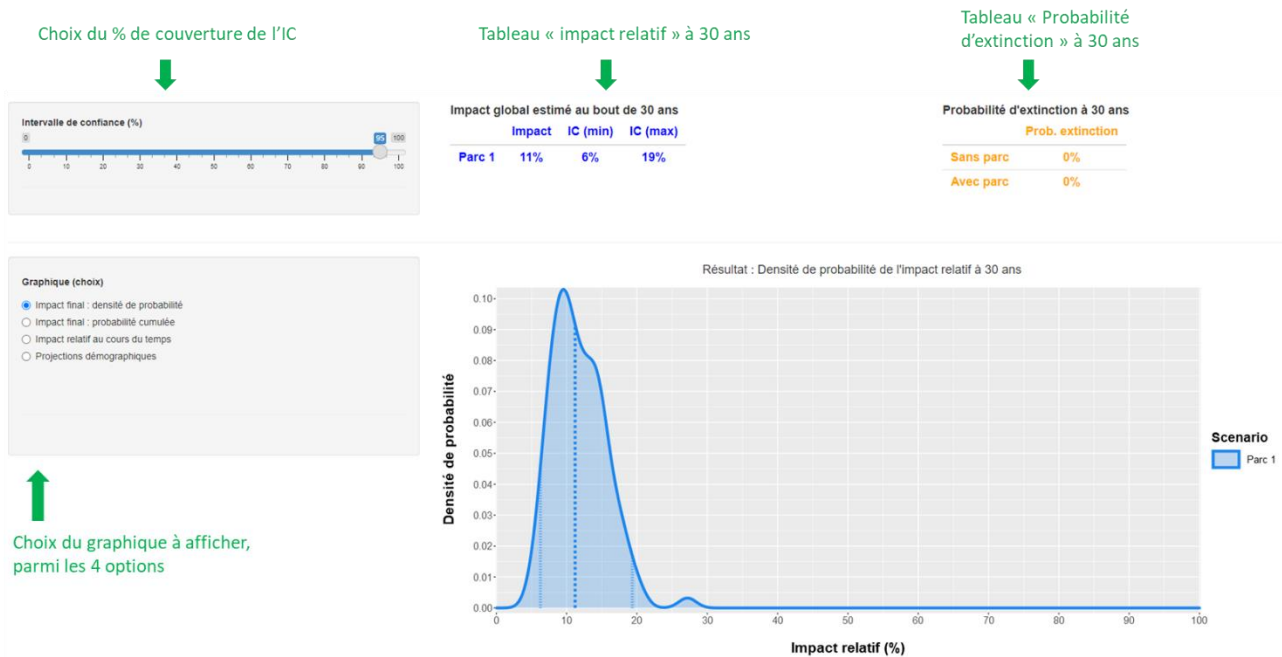 Choix du % de couverture de l'IC
Tableau « impact relatif » à 30 ans
Tableau « Probabilité
d'extinction » à 30 ans
Intervalle de confiance (%)
0 95 100
0 10 20 30 40 50 60 70 80 90 100
Impact global estimé au bout de 30 ans
Impact IC (min) IC (max)
Parc 1 11% 6% 19%
Probabilité d'extinction à 30 ans
Prob. extinction
Sans parc 0%
Avec parc 0%
Graphique (choix)
Impact final : densité de probabilité
Impact final : probabilité cumulée
Impact relatif au cours du temps
Projections démographiques
Choix du graphique à afficher,
parmi les 4 options
Résultat : Densité de probabilité de l'impact relatif à 30 ans
Densité de probabilité
0.10
0.09
0.08
0.07
0.06
0.05
0.04
0.03
0.02
0.01
0.00
0 10 20 30 40 50 60 70 80 90 100
Impact relatif (%)
Scenario
Parc 1